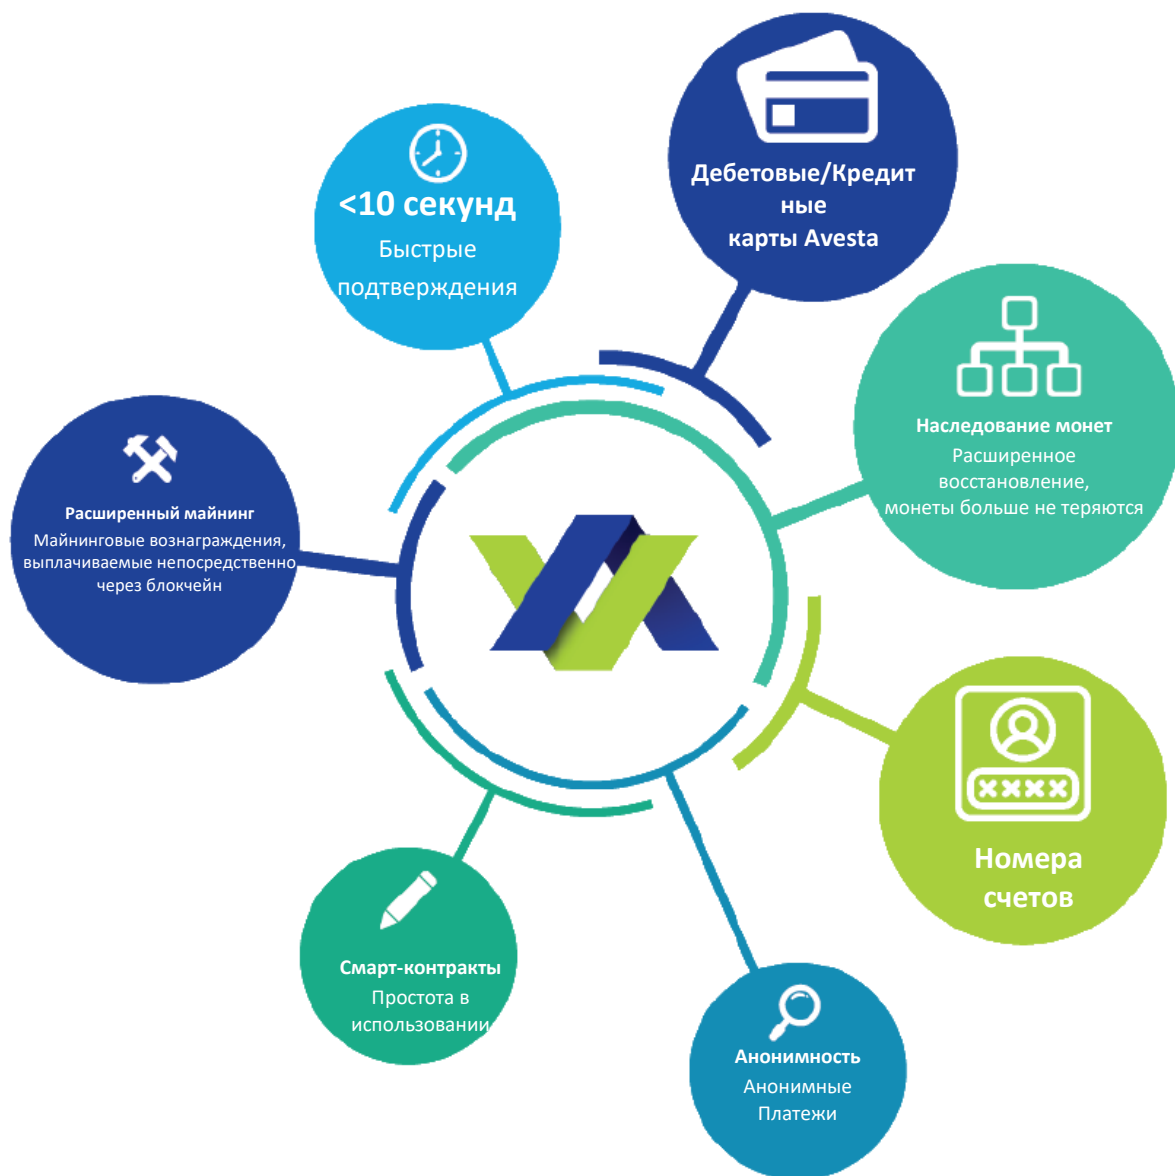 <10 секунд
Быстрые
подтверждения
Дебетовые/Кредит
ные
карты Avesta
Наследование монет
Расширенное
восстановление,
монеты больше не теряются
Расширенный майнинг
Майнинговые вознаграждения,
выплачиваемые непосредственно
через блокчейн
Номера
счетов
Смарт-контракты
Простота в
использовании
Анонимность
Анонимные
Платежи